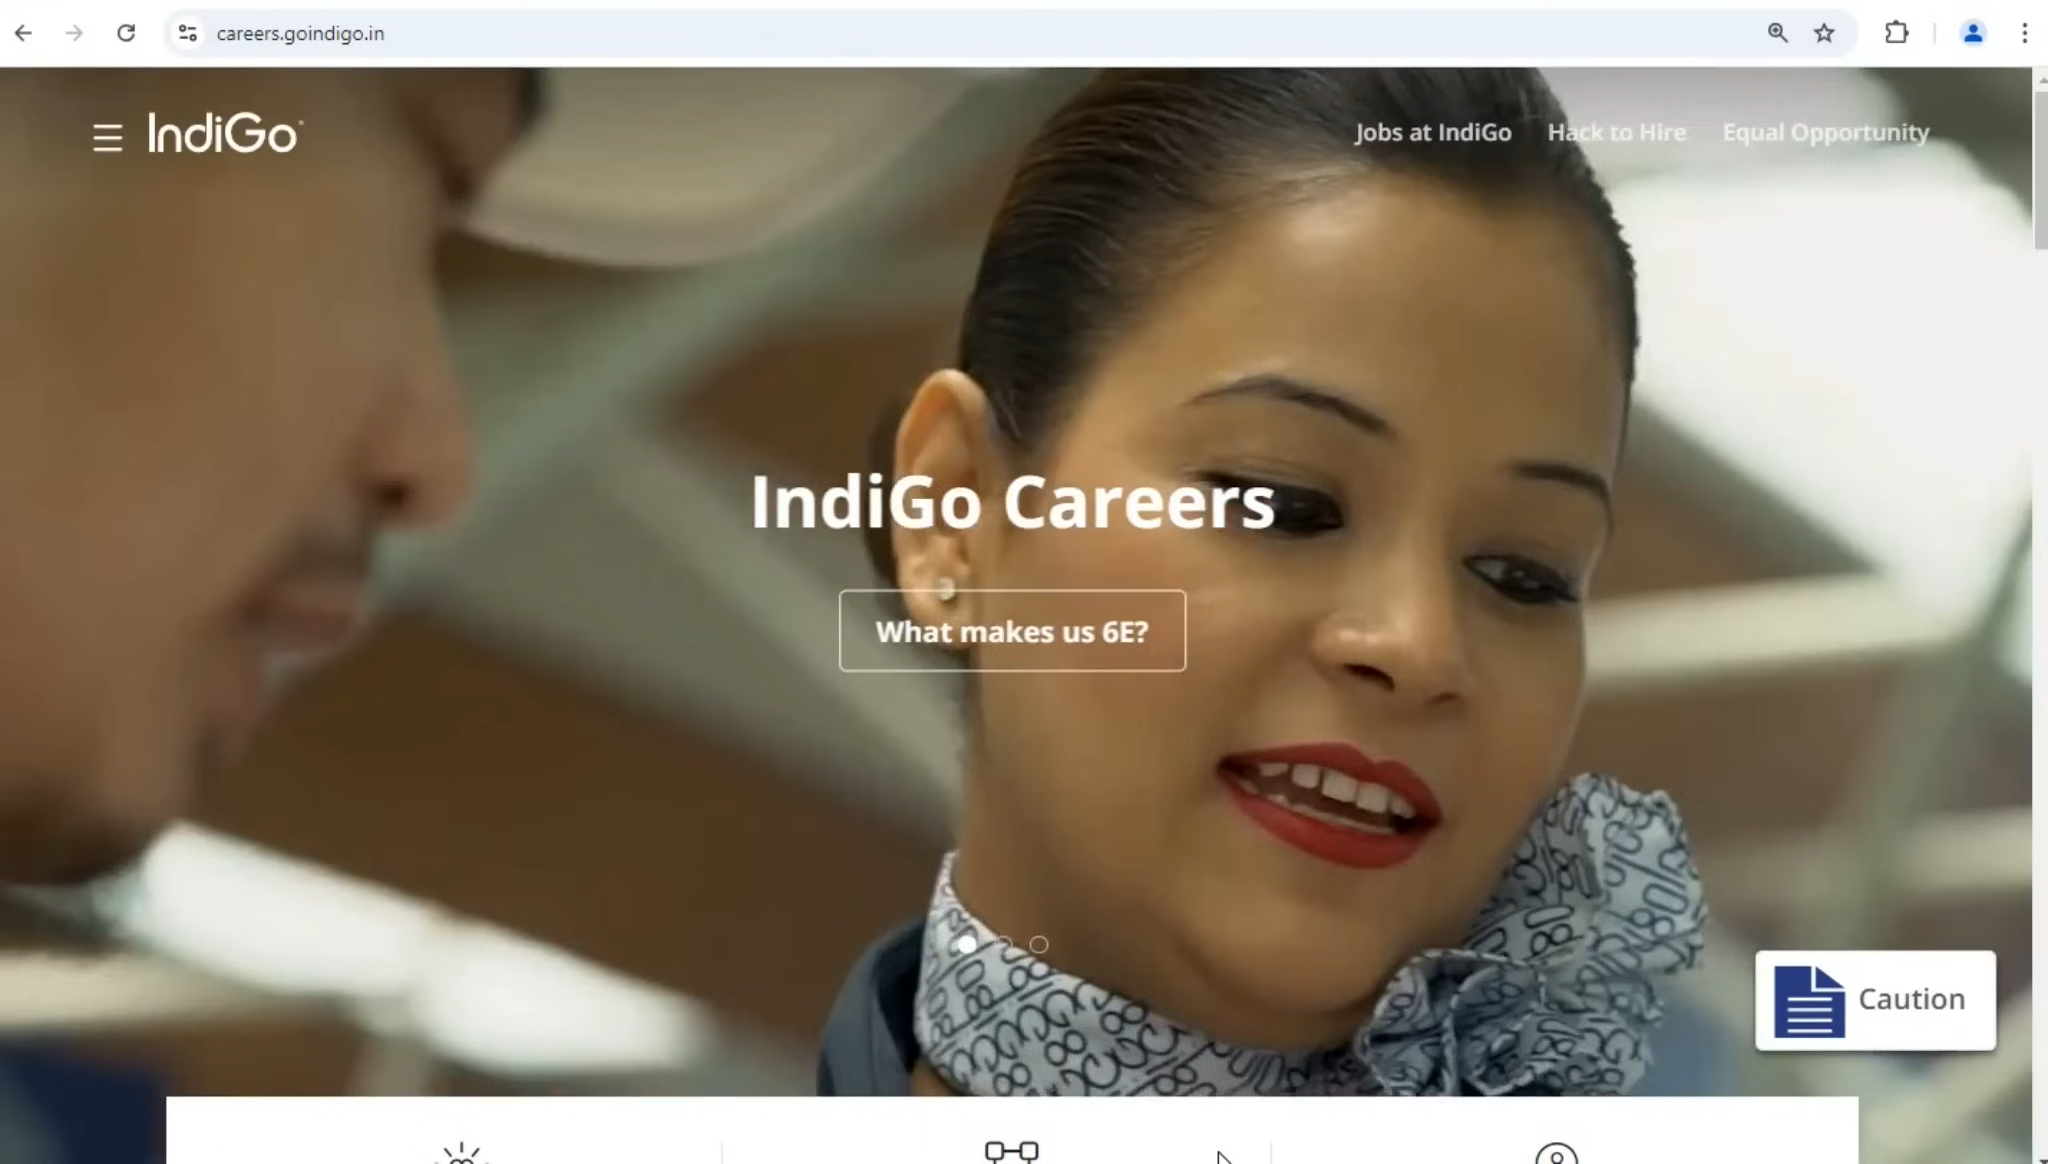 careers.goindigo.in
IndiGo
Jobs at IndiGo Hack to Hire Equal Opportunity
IndiGo Careers
What makes us 6E?
Caution